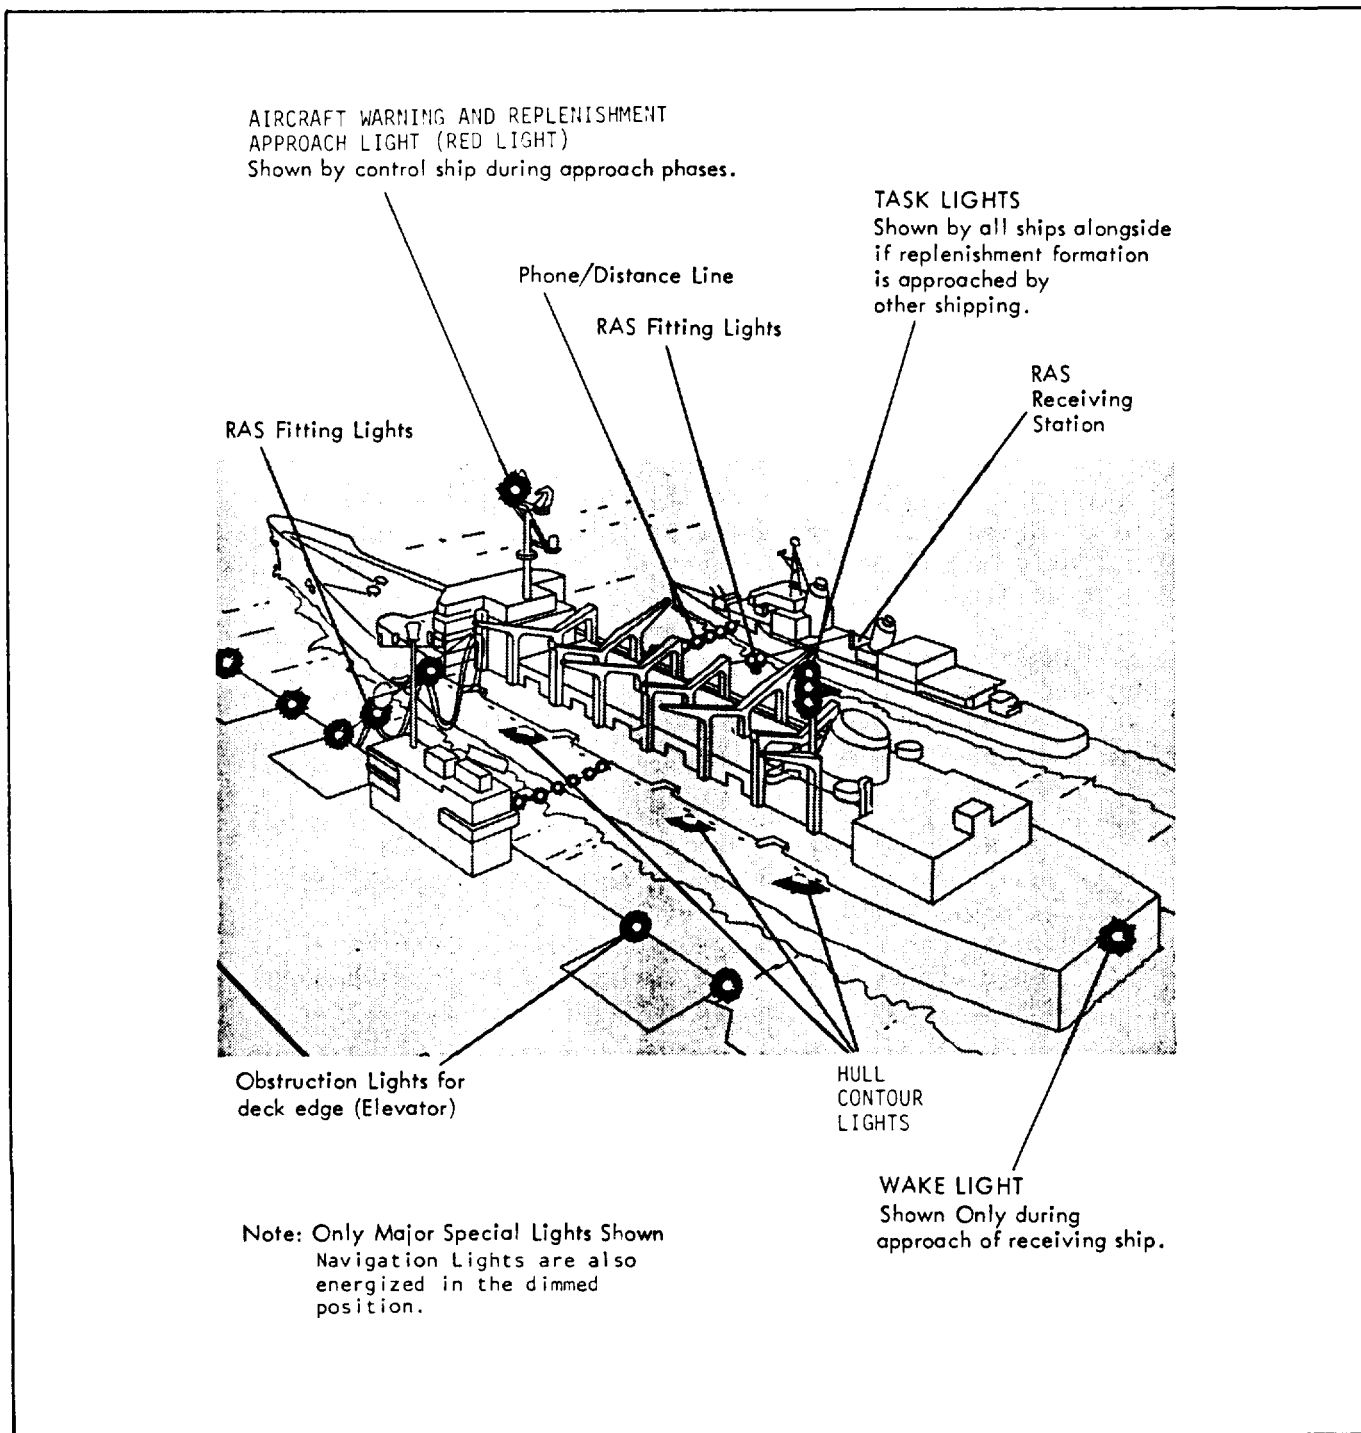 AIRCRAFT WARNING AND REPLENISHMENT
APPROACH LIGHT (RED LIGHT)
Shown by control ship during approach phases.
TASK LIGHTS
Shown by all ships alongside
if replenishment formation
is approached by
other shipping.
Phone/Distance Line
RAS Fitting Lights
RAS
Receiving
Station
RAS Fitting Lights
Obstruction Lights for
deck edge (Elevator)
HULL
CONTOUR
LIGHTS
WAKE LIGHT
Shown Only during
approach of receiving ship.
Note: Only Major Special Lights Shown
Navigation Lights are also
energized in the dimmed
position.